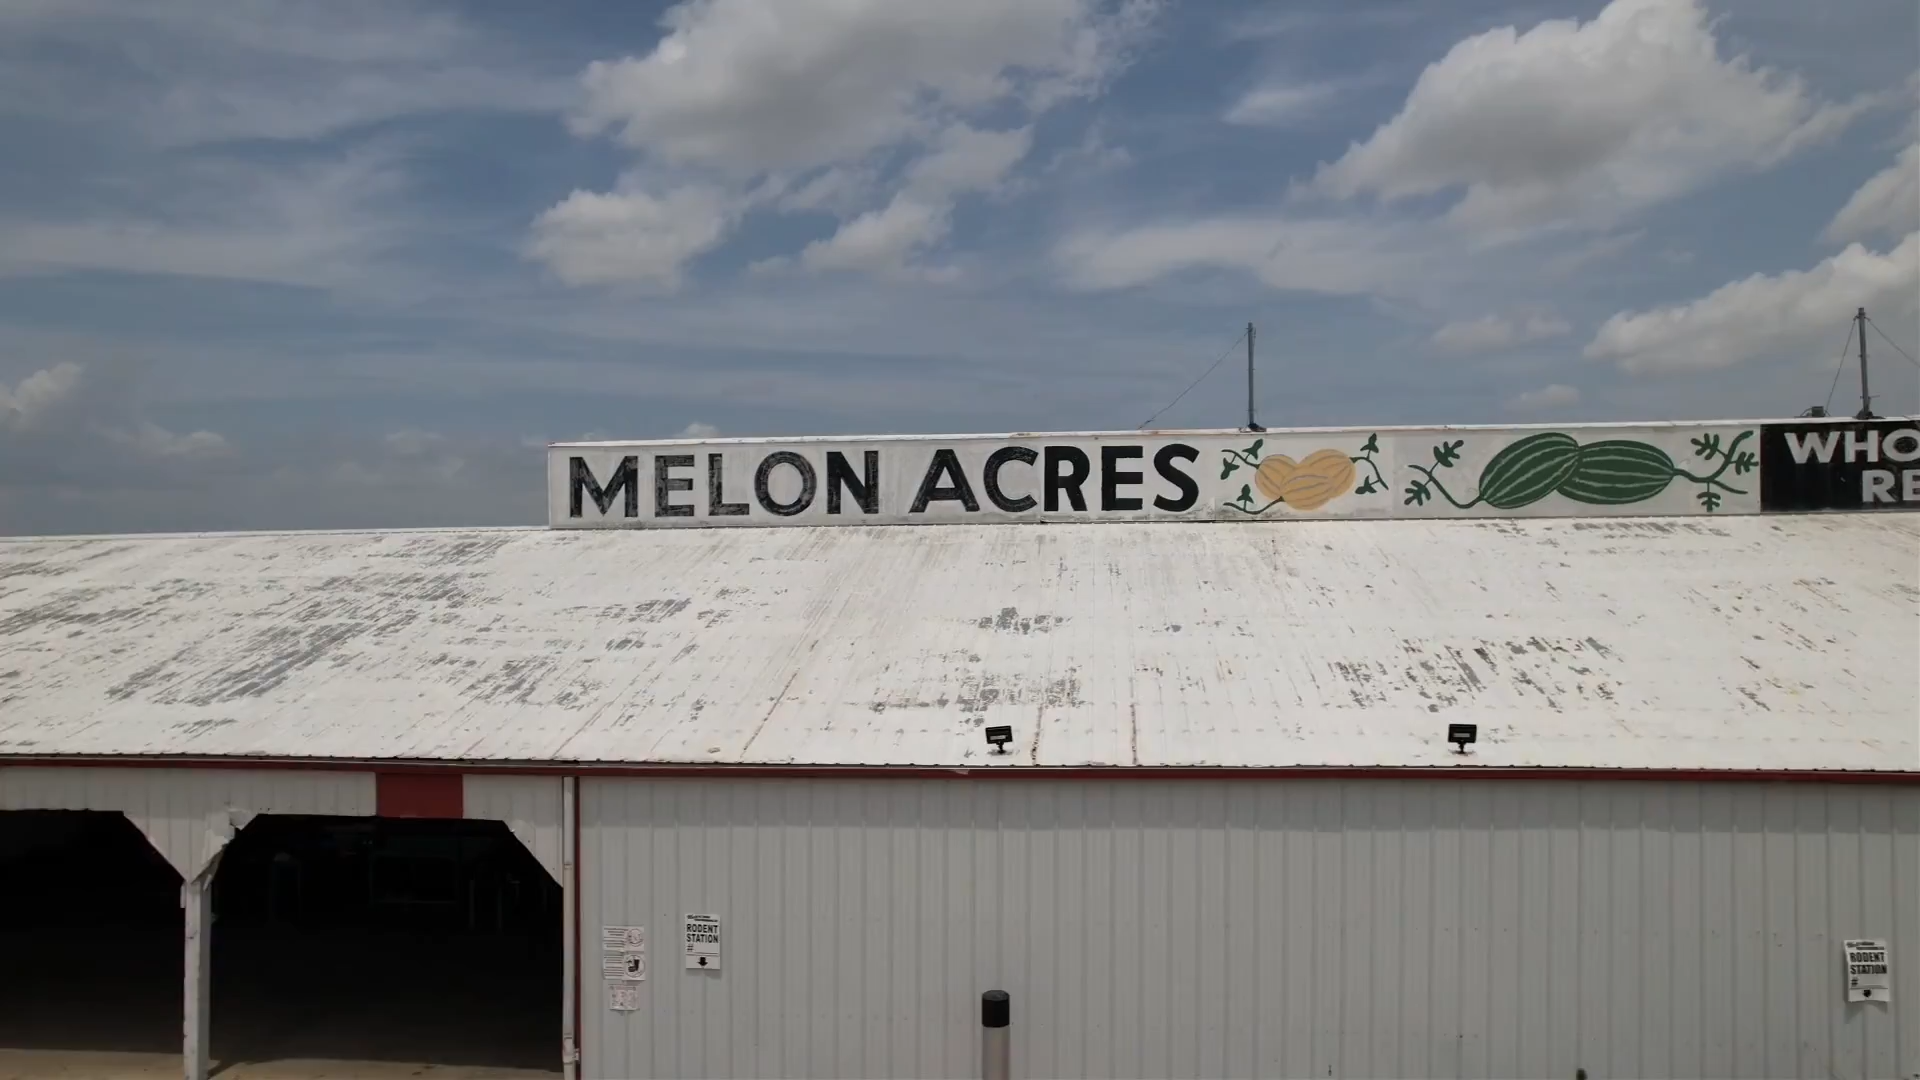 MELON ACRES
WHO
RE
RODENT
STATION
#
RODENT
STATION
#